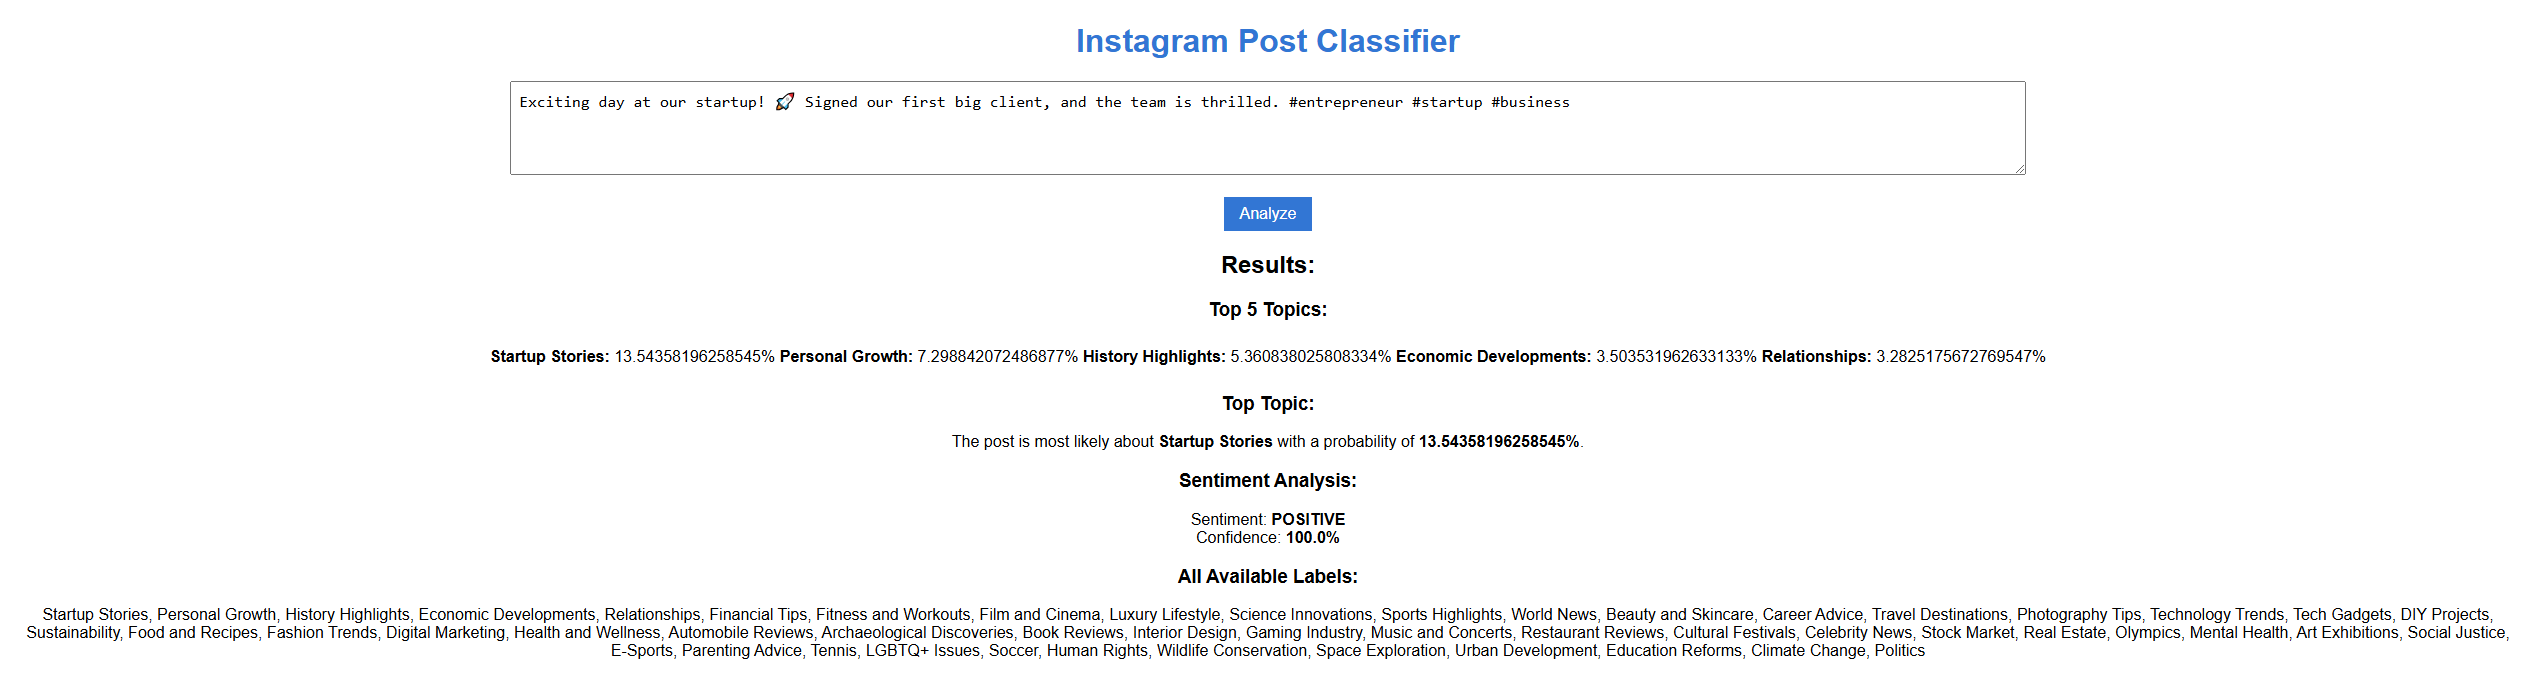 Instagram Post Classifier
Exciting day at our startup! 🚀 Signed our first big client, and the team is thrilled. #entrepreneur #startup #business
Analyze
Results:
Top 5 Topics:
Startup Stories: 13.54358196258545% Personal Growth: 7.298842072486877% History Highlights: 5.360838025808334% Economic Developments: 3.503531962633133% Relationships: 3.2825175672769547%
Top Topic:
The post is most likely about Startup Stories with a probability of 13.54358196258545%.
Sentiment Analysis:
Sentiment: POSITIVE
Confidence: 100.0%
All Available Labels:
Startup Stories, Personal Growth, History Highlights, Economic Developments, Relationships, Financial Tips, Fitness and Workouts, Film and Cinema, Luxury Lifestyle, Science Innovations, Sports Highlights, World News, Beauty and Skincare, Career Advice, Travel Destinations, Photography Tips, Technology Trends, Tech Gadgets, DIY Projects,
Sustainability, Food and Recipes, Fashion Trends, Digital Marketing, Health and Wellness, Automobile Reviews, Archaeological Discoveries, Book Reviews, Interior Design, Gaming Industry, Music and Concerts, Restaurant Reviews, Cultural Festivals, Celebrity News, Stock Market, Real Estate, Olympics, Mental Health, Art Exhibitions, Social Justice,
E-Sports, Parenting Advice, Tennis, LGBTQ+ Issues, Soccer, Human Rights, Wildlife Conservation, Space Exploration, Urban Development, Education Reforms, Climate Change, Politics